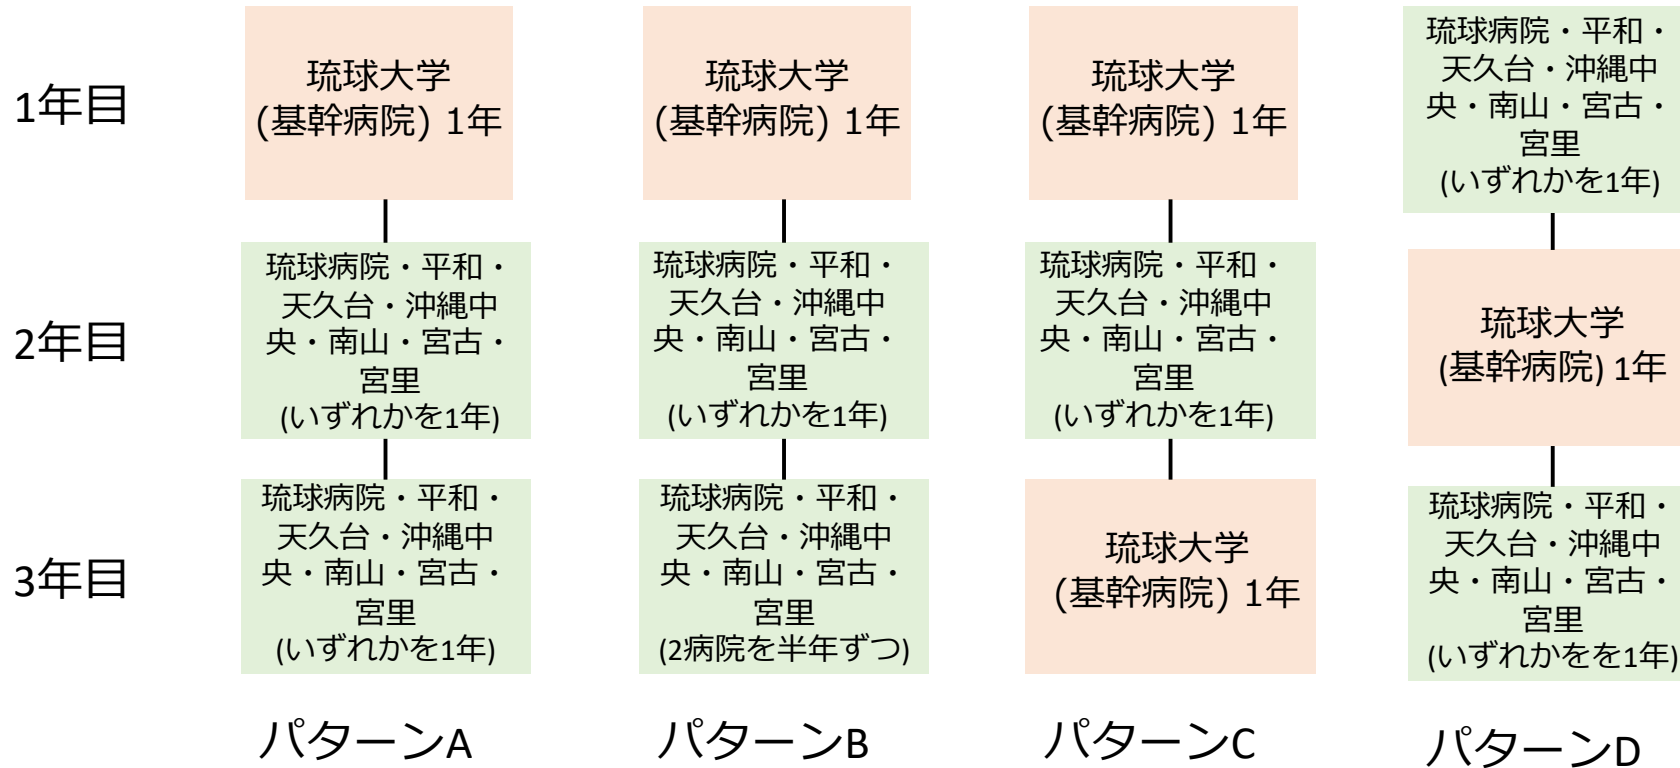 1年目
琉球大学
(基幹病院) 1年
琉球大学
(基幹病院) 1年
琉球大学
(基幹病院) 1年
琉球病院・平和・
天久台・沖縄中
央・南山・宮古・
宮里
(いずれかを1年)
2年目
琉球病院・平和・
天久台・沖縄中
央・南山・宮古・
宮里
(いずれかを1年)
琉球病院・平和・
天久台・沖縄中
央・南山・宮古・
宮里
(いずれかを1年)
琉球病院・平和・
天久台・沖縄中
央・南山・宮古・
宮里
(いずれかを1年)
琉球大学
(基幹病院) 1年
3年目
琉球病院・平和・
天久台・沖縄中
央・南山・宮古・
宮里
(いずれかを1年)
琉球病院・平和・
天久台・沖縄中
央・南山・宮古・
宮里
(2病院を半年ずつ)
琉球大学
(基幹病院) 1年
琉球病院・平和・
天久台・沖縄中
央・南山・宮古・
宮里
(いずれかをを1年)
パターンA
パターンB
パターンC
パターンD